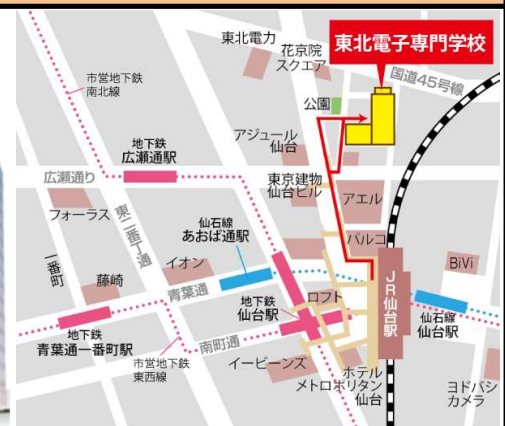 東北電力
花京院
スクエア
東北電子専門学校
国道45号線
市営地下鉄
南北線
公園
アジュール
仙台
地下鉄
広瀬通駅
広瀬通り
東京建物
仙台ビル
アエル
フォーラス
東二番丁通
仙石線
あおば通駅
パルコ
一番町
藤崎
イオン
青葉通
地下鉄
仙台駅
ロフト
JR仙台駅
BiVi
仙石線
仙台駅
地下鉄
青葉通一番町駅
南町通
市営地下鉄
東西線
イービーンズ
ホテル
メトロポリタン
仙台
ヨドバシ
カメラ